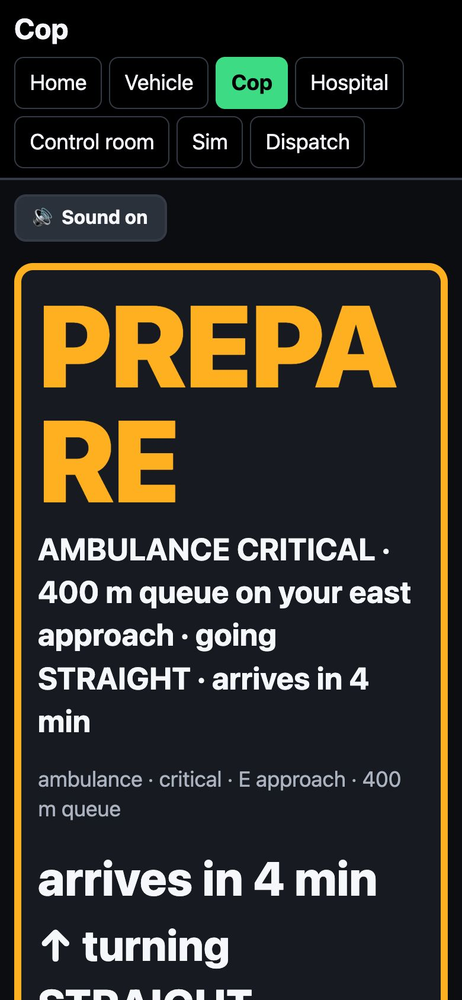 Cop
Home Vehicle Cop Hospital
Control room Sim Dispatch
Sound on
PREPA
RE
AMBULANCE CRITICAL ·
400 m queue on your east
approach · going
STRAIGHT · arrives in 4
min
ambulance · critical · E approach · 400
m queue
arrives in 4 min
↑ turning
STRAIGHT